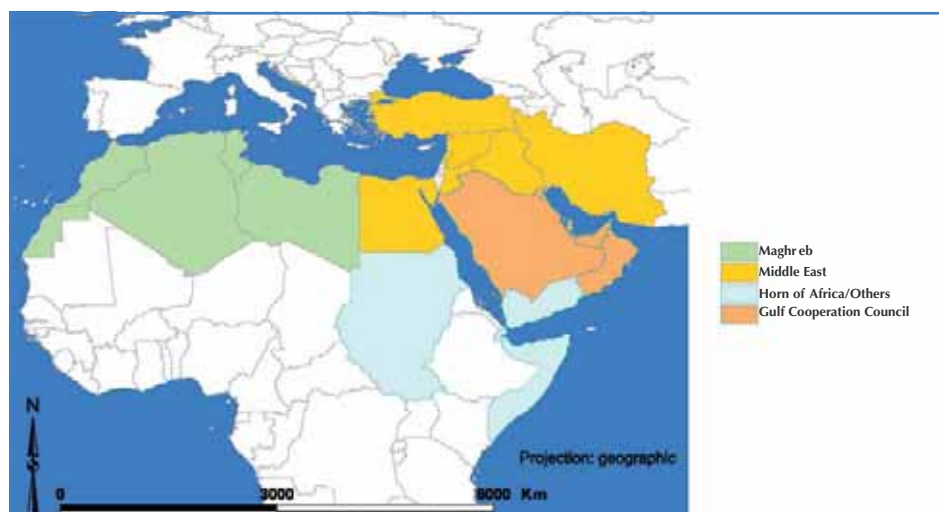 Maghr eb
Middle East
Horn of Africa/Others
Gulf Cooperation Council
N
S
Projection: geographic
0 3000 6000 Km